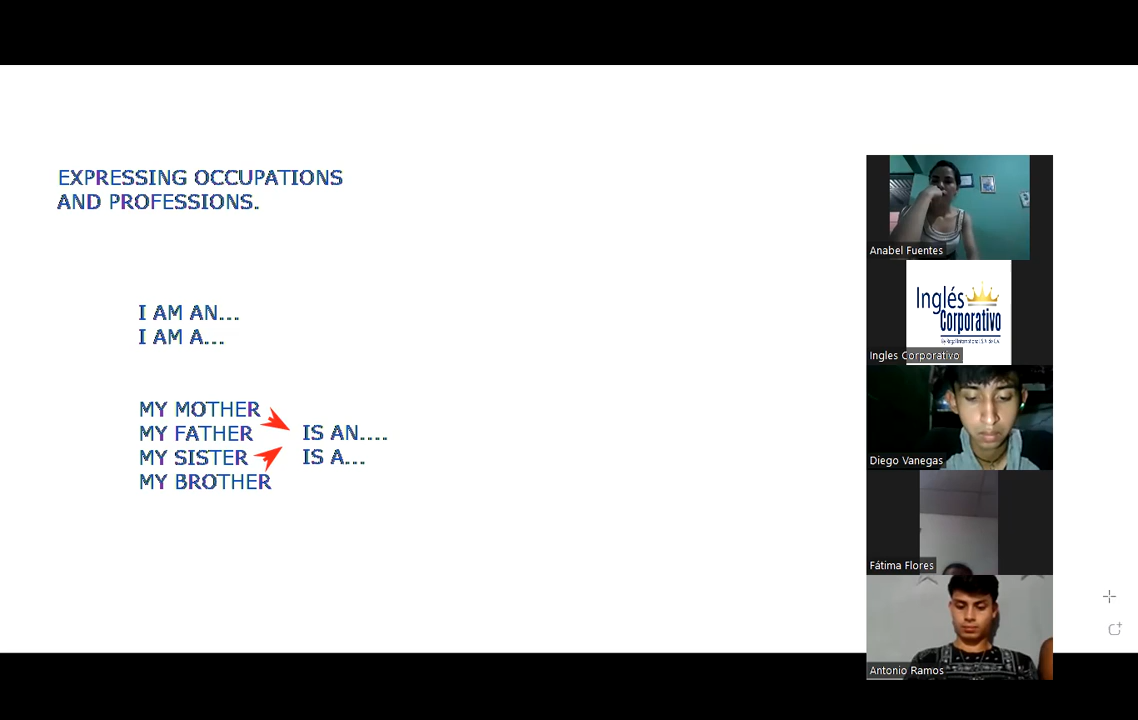 EXPRESSING OCCUPATIONS
AND PROFESSIONS.
I AM AN...
I AM A...
MY MOTHER
MY FATHER
MY SISTER
MY BROTHER
IS AN....
IS A...
Anabel Fuentes
Inglés
Corporativo
Ingles Corporativo
Diego Vanegas
Fátima Flores
Antonio Ramos